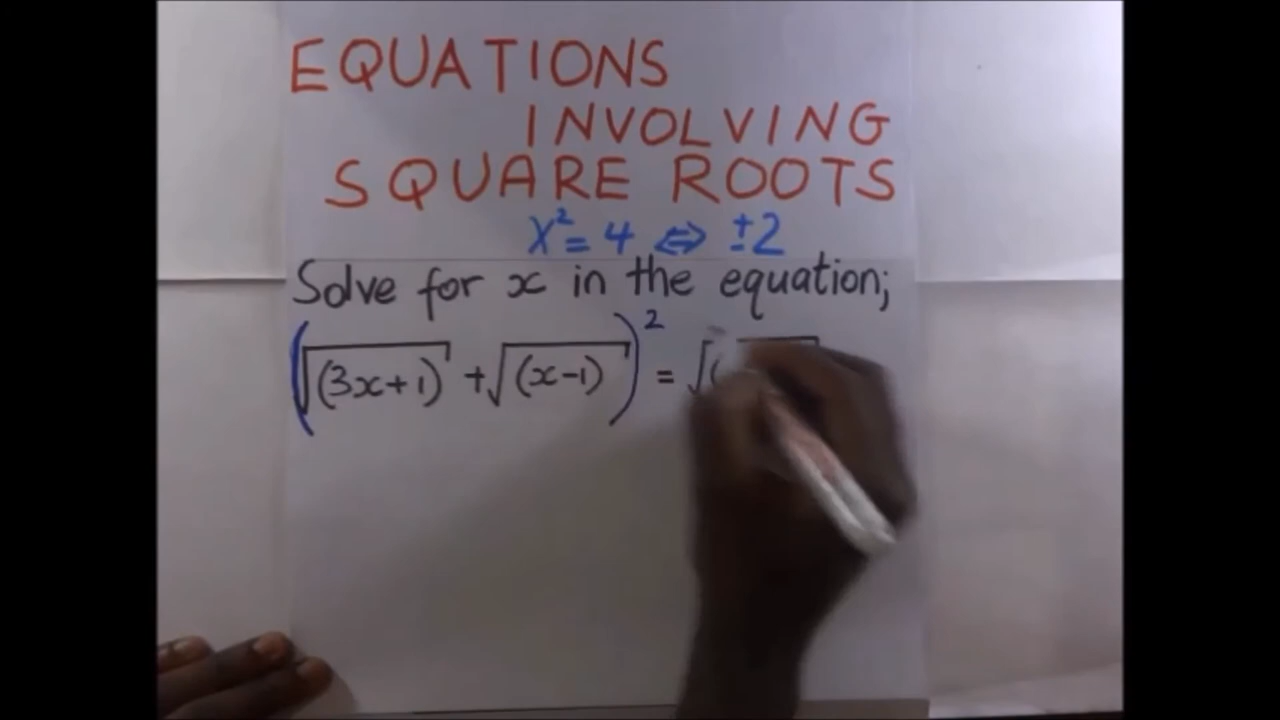 EQUATIONS
INVOLVING
SQUARE ROOTS
x² = 4 ⇔ ±2
Solve for x in the equation;
(√(3x+1) + √(x-1))² = √(